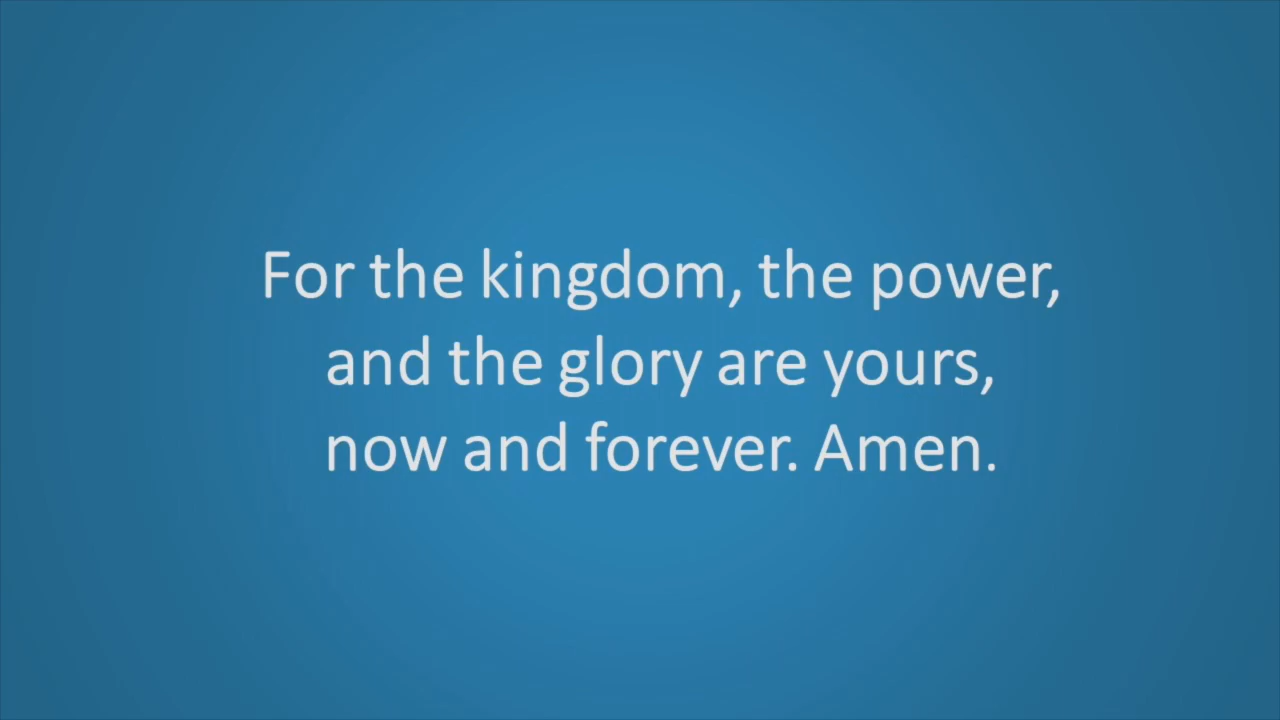 For the kingdom, the power,
and the glory are yours,
now and forever. Amen.